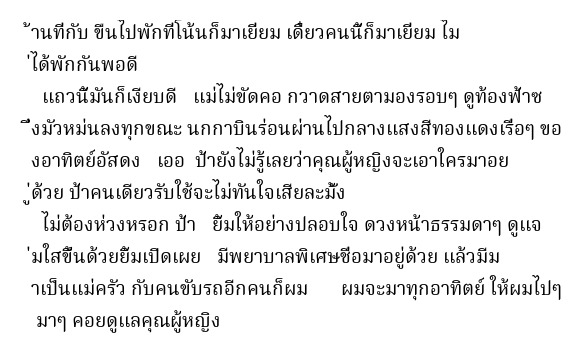 ้านทีกับ ขึนไปพักทีโน้นก็มาเยียม เดี๋ยวคนนีก็มาเยียม ไม
่ได้พักกันพอดี
แถวนีมันก็เงียบดี แม่ไม่ขัดคอ กวาดสายตามองรอบๆ ดูท้องฟ้าซ
ึงมัวหม่นลงทุกขณะ นกกาบินร่อนผ่านไปกลางแสงสีทองแดงเรือๆ ขอ
งอาทิตย์อัสดง เออ ป้ายังไม่รู้เลยว่าคุณผู้หญิงจะเอาใครมาอย
ู่ด้วย ป้าคนเดียวรับใช้จะไม่ทันใจเสียละมัง
ไม่ต้องห่วงหรอก ป้า ยิมให้อย่างปลอบใจ ดวงหน้าธรรมดาๆ ดูแจ
่มใสขึนด้วยยิมเปิดเผย มีพยาบาลพิเศษชือมาอยู่ด้วย แล้วมีม
าเป็นแม่ครัว กับคนขับรถอีกคนก็ผม ผมจะมาทุกอาทิตย์ ให้ผมไปๆ
มาๆ คอยดูแลคุณผู้หญิง